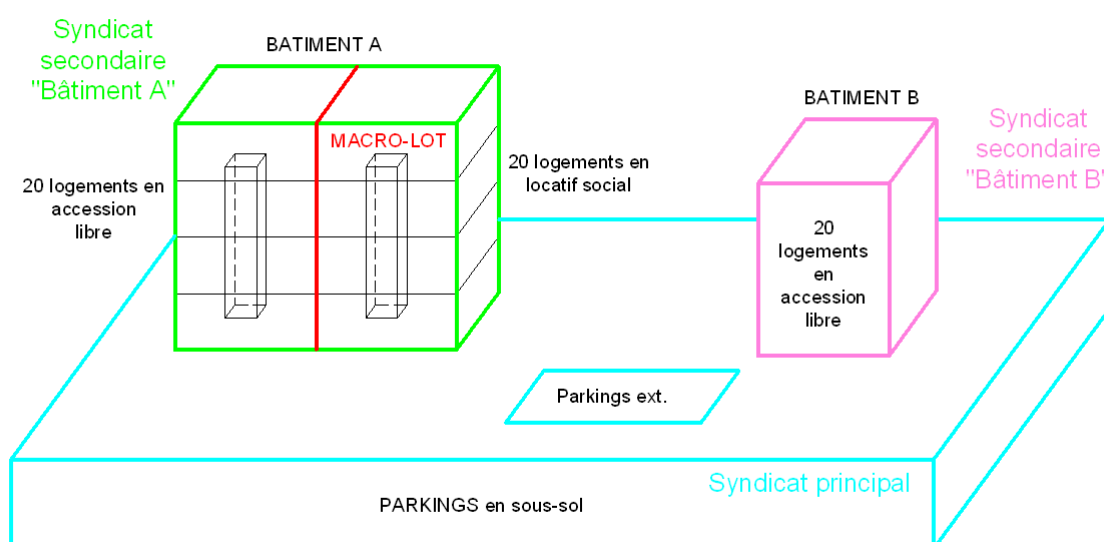 Syndicat
secondaire
"Bâtiment A"
BATIMENT A
MACRO-LOT
20 logements en
accession
libre
20 logements en
locatif social
BATIMENT B
Syndicat
secondaire
"Bâtiment B"
20
logements
en
accession
libre
Parkings ext.
Syndicat principal
PARKINGS en sous-sol